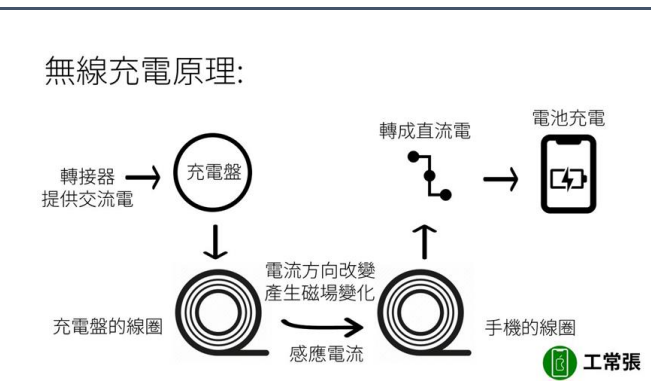 無線充電原理:
電池充電
轉成直流電
轉接器
提供交流電
充電盤
電流方向改變
產生磁場變化
充電盤的線圈
手機的線圈
感應電流
工常張